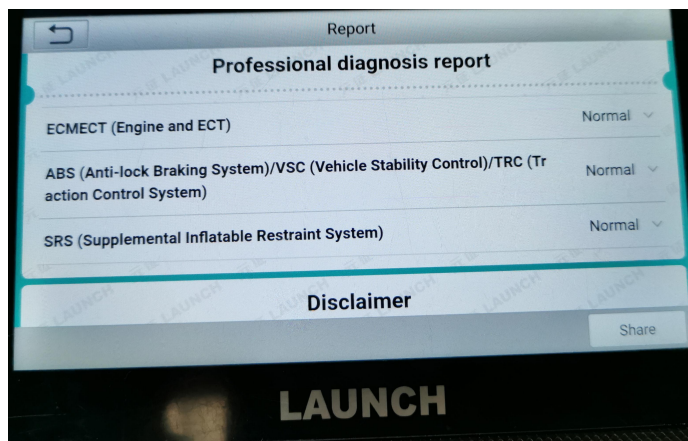 Report
Professional diagnosis report
ECMECT (Engine and ECT)
Normal
ABS (Anti-lock Braking System)/VSC (Vehicle Stability Control)/TRC (Tr
action Control System)
Normal
SRS (Supplemental Inflatable Restraint System)
Normal
Disclaimer
Share
LAUNCH